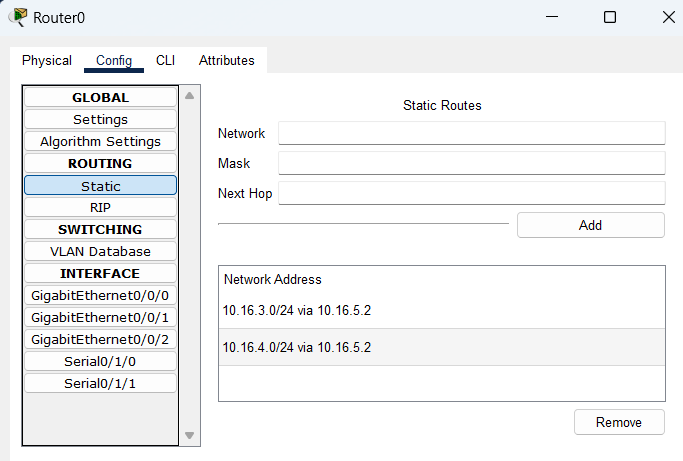 Router0
Physical Config CLI Attributes
GLOBAL
Settings
Algorithm Settings
ROUTING
Static
RIP
SWITCHING
VLAN Database
INTERFACE
GigabitEthernet0/0/0
GigabitEthernet0/0/1
GigabitEthernet0/0/2
Serial0/1/0
Serial0/1/1
Static Routes
Network
Mask
Next Hop
Add
Network Address
10.16.3.0/24 via 10.16.5.2
10.16.4.0/24 via 10.16.5.2
Remove